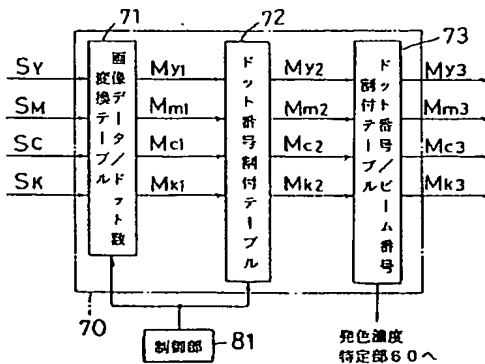 71
72
73
SY
SM
SC
SK
画像データ/ドット数
変換テーブル
My1
Mm1
Mc1
Mk1
ドット番号割付テーブル
My2
Mm2
Mc2
Mk2
ドット番号/ビーム番号
割付テーブル
My3
Mm3
Mc3
Mk3
70
制御部
81
発色濃度
特定部60へ